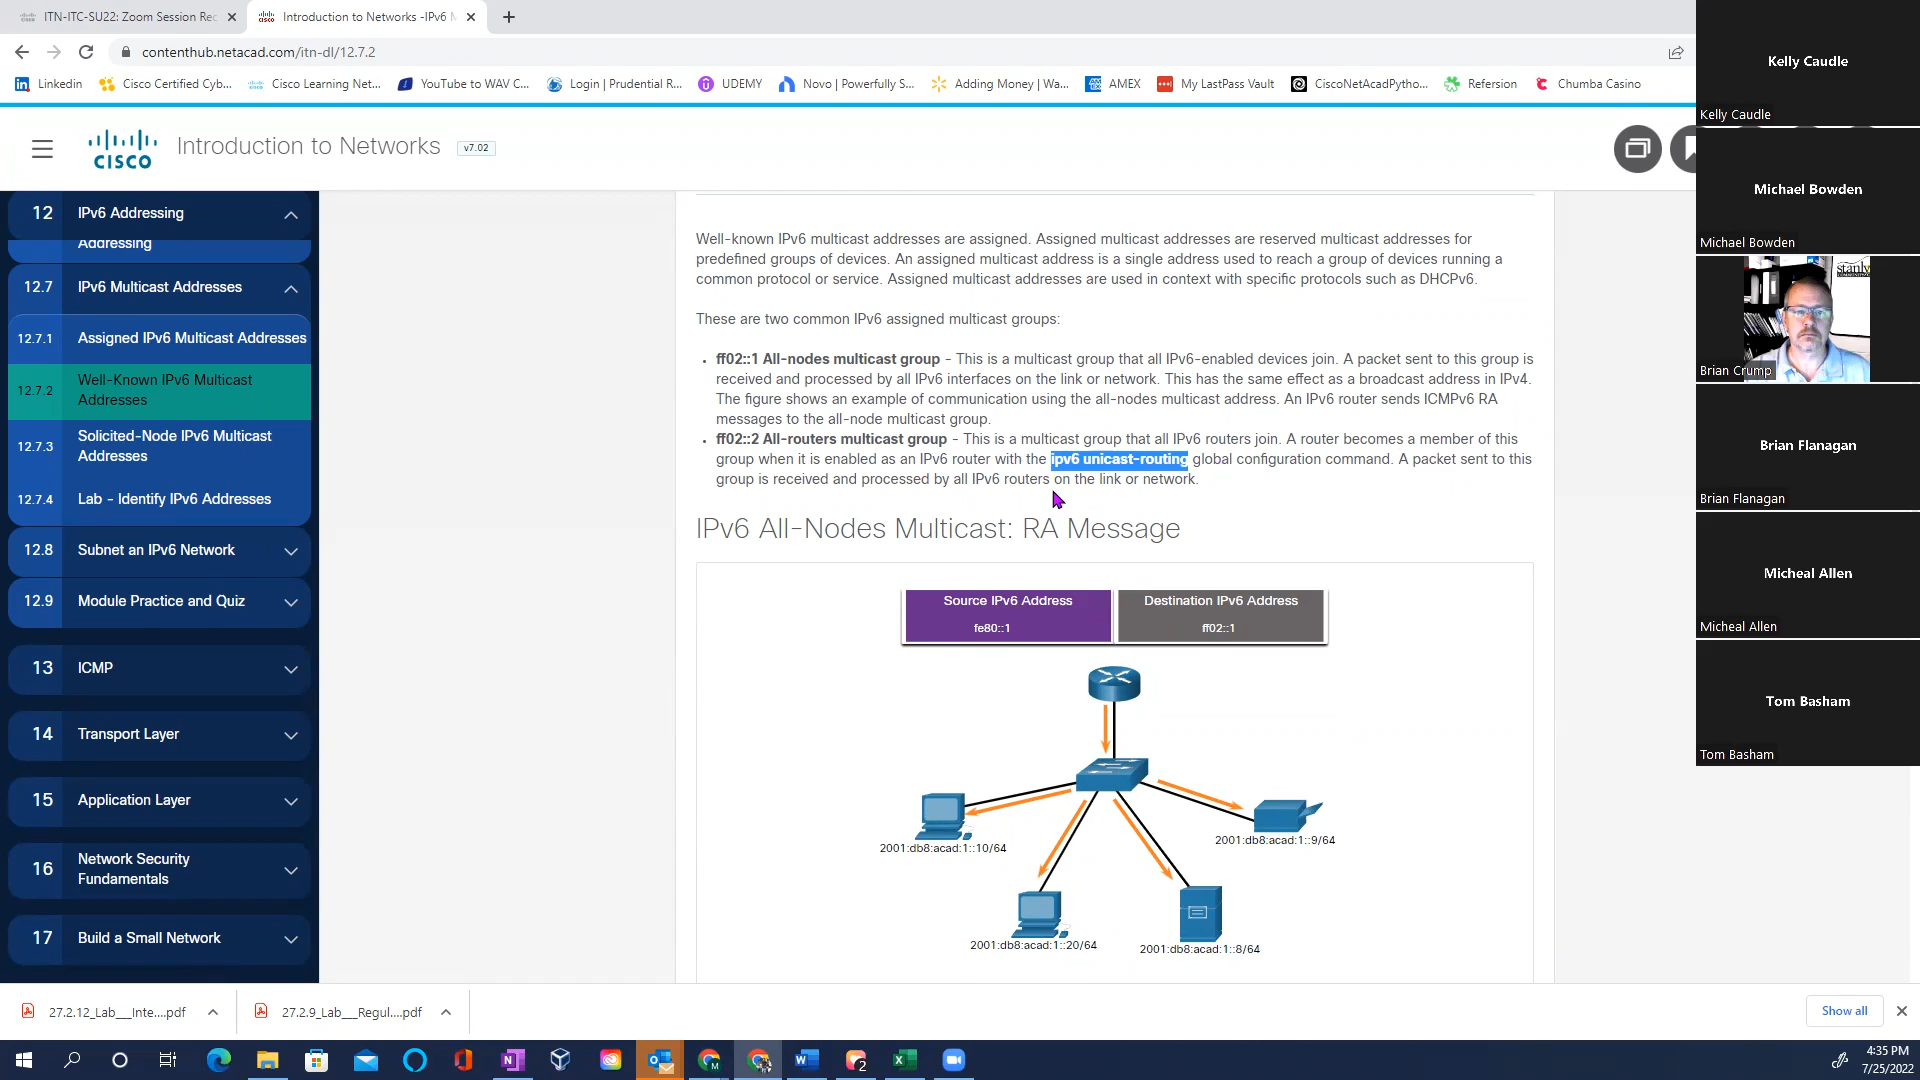 ITN-ITC-SU22: Zoom Session Rec
Introduction to Networks -IPv6 M
contenthub.netacad.com/itn-dl/12.7.2
Linkedin
Cisco Certified Cyb...
Cisco Learning Net...
YouTube to WAV C...
Login | Prudential R...
UDEMY
Novo | Powerfully S...
Adding Money | Wa...
AMEX
My LastPass Vault
CiscoNetAcadPytho...
Refersion
Chumba Casino
CISCO
Introduction to Networks
v7.02
12 IPv6 Addressing
Addressing
12.7 IPv6 Multicast Addresses
12.7.1 Assigned IPv6 Multicast Addresses
12.7.2 Well-Known IPv6 Multicast
Addresses
12.7.3 Solicited-Node IPv6 Multicast
Addresses
12.7.4 Lab - Identify IPv6 Addresses
12.8 Subnet an IPv6 Network
12.9 Module Practice and Quiz
13 ICMP
14 Transport Layer
15 Application Layer
16 Network Security
Fundamentals
17 Build a Small Network
Well-known IPv6 multicast addresses are assigned. Assigned multicast addresses are reserved multicast addresses for
predefined groups of devices. An assigned multicast address is a single address used to reach a group of devices running a
common protocol or service. Assigned multicast addresses are used in context with specific protocols such as DHCPv6.
These are two common IPv6 assigned multicast groups:
• ff02::1 All-nodes multicast group - This is a multicast group that all IPv6-enabled devices join. A packet sent to this group is
received and processed by all IPv6 interfaces on the link or network. This has the same effect as a broadcast address in IPv4.
The figure shows an example of communication using the all-nodes multicast address. An IPv6 router sends ICMPv6 RA
messages to the all-node multicast group.
• ff02::2 All-routers multicast group - This is a multicast group that all IPv6 routers join. A router becomes a member of this
group when it is enabled as an IPv6 router with the ipv6 unicast-routing global configuration command. A packet sent to this
group is received and processed by all IPv6 routers on the link or network.
IPv6 All-Nodes Multicast: RA Message
Source IPv6 Address
fe80::1
Destination IPv6 Address
ff02::1
2001:db8:acad:1::10/64
2001:db8:acad:1::9/64
2001:db8:acad:1::20/64
2001:db8:acad:1::8/64
Kelly Caudle
Kelly Caudle
Michael Bowden
Michael Bowden
stanly
Brian Crump
Brian Flanagan
Brian Flanagan
Micheal Allen
Micheal Allen
Tom Basham
Tom Basham
27.2.12_Lab___Inte....pdf
27.2.9_Lab___Regul....pdf
Show all
2
4:35 PM
7/25/2022